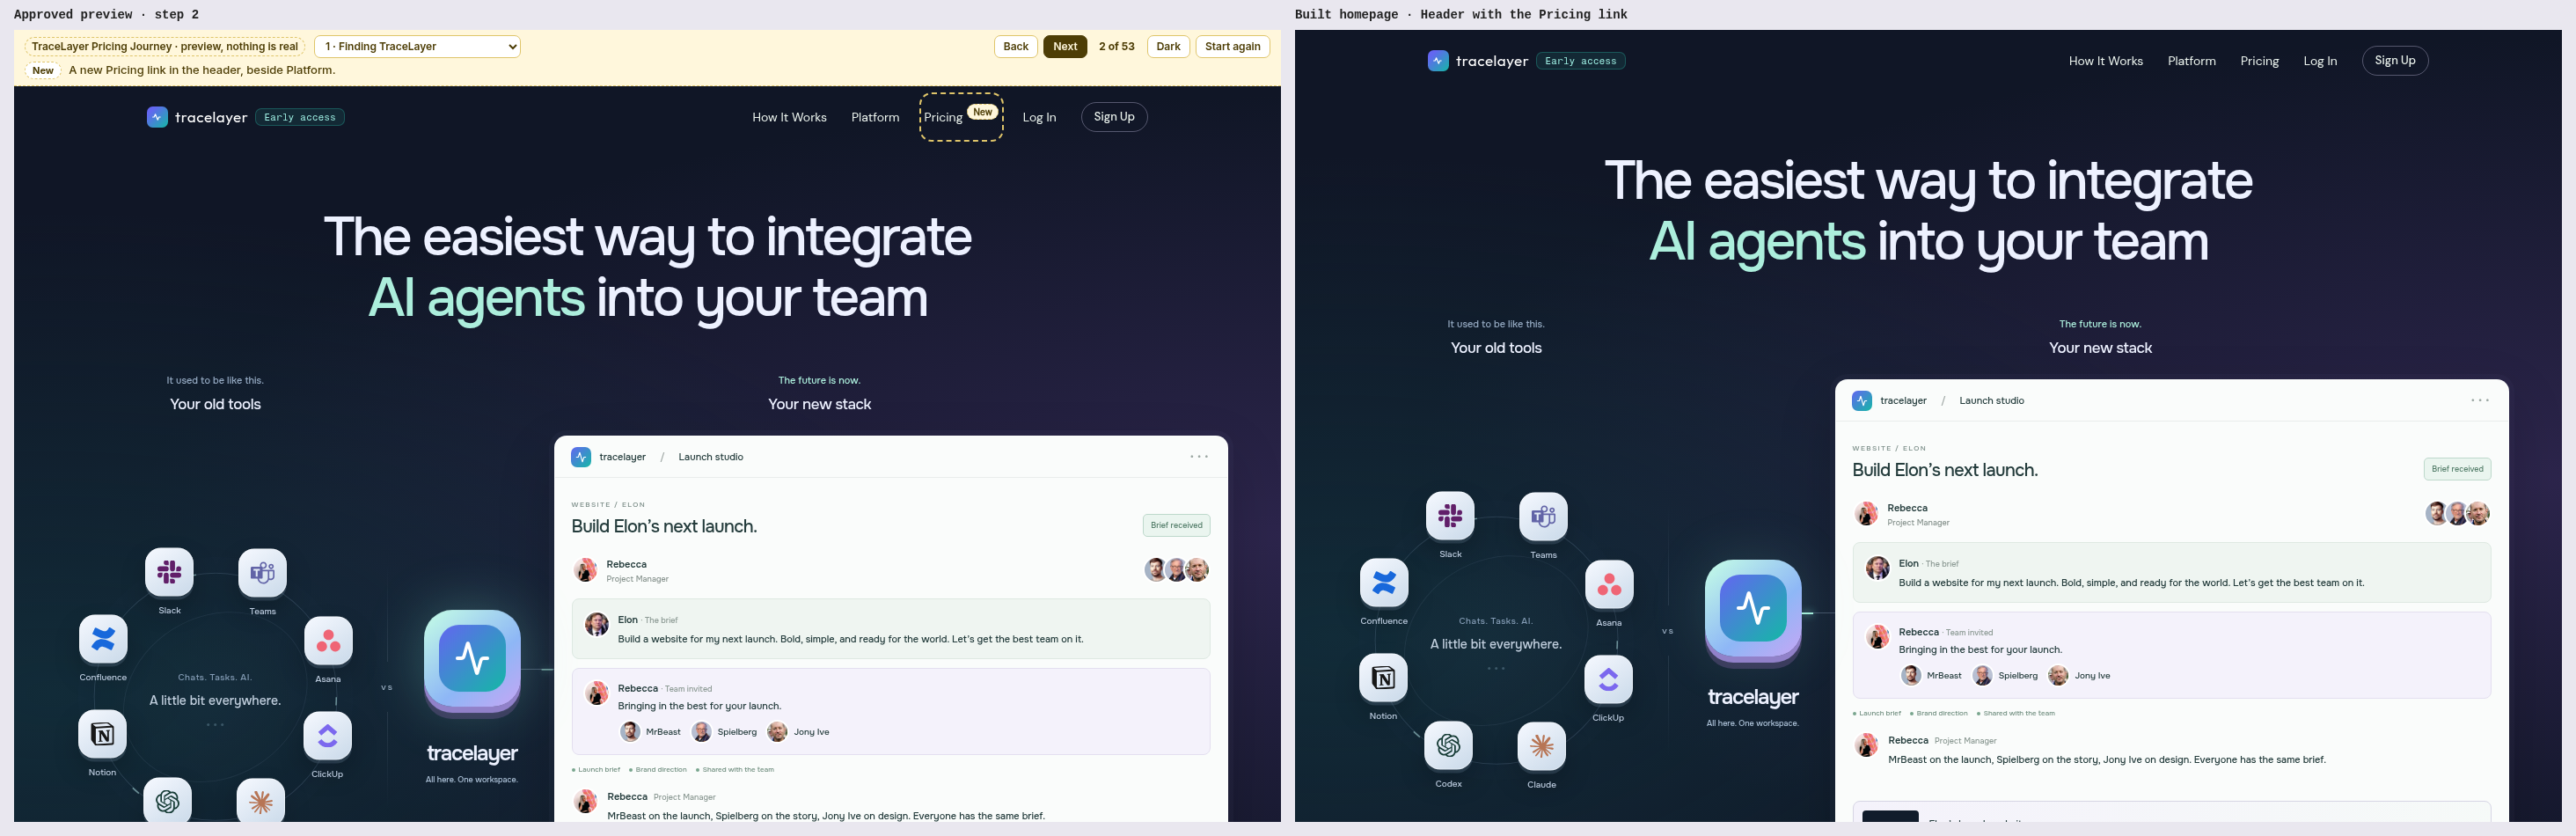 Approved preview · step 2
TraceLayer Pricing Journey · preview, nothing is real
1 · Finding TraceLayer
Back
Next
2 of 53
Dark
Start again
New
A new Pricing link in the header, beside Platform.
tracelayer
Early access
How It Works
Platform
Pricing
New
Log In
Sign Up
The easiest way to integrate
AI agents into your team
It used to be like this.
Your old tools
The future is now.
Your new stack
Slack
Teams
Confluence
Asana
Chats. Tasks. AI.
A little bit everywhere.
Notion
ClickUp
VS
tracelayer
All here. One workspace.
tracelayer / Launch studio
WEBSITE / ELON
Build Elon’s next launch.
Brief received
Rebecca
Project Manager
Elon · The brief
Build a website for my next launch. Bold, simple, and ready for the world. Let’s get the best team on it.
Rebecca · Team invited
Bringing in the best for your launch.
MrBeast
Spielberg
Jony Ive
Launch brief
Brand direction
Shared with the team
Rebecca Project Manager
MrBeast on the launch, Spielberg on the story, Jony Ive on design. Everyone has the same brief.
Built homepage · Header with the Pricing link
tracelayer
Early access
How It Works
Platform
Pricing
Log In
Sign Up
The easiest way to integrate
AI agents into your team
It used to be like this.
Your old tools
The future is now.
Your new stack
Slack
Teams
Confluence
Asana
Chats. Tasks. AI.
A little bit everywhere.
Notion
ClickUp
Codex
Claude
VS
tracelayer
All here. One workspace.
tracelayer / Launch studio
WEBSITE / ELON
Build Elon’s next launch.
Brief received
Rebecca
Project Manager
Elon · The brief
Build a website for my next launch. Bold, simple, and ready for the world. Let’s get the best team on it.
Rebecca · Team invited
Bringing in the best for your launch.
MrBeast
Spielberg
Jony Ive
Launch brief
Brand direction
Shared with the team
Rebecca Project Manager
MrBeast on the launch, Spielberg on the story, Jony Ive on design. Everyone has the same brief.